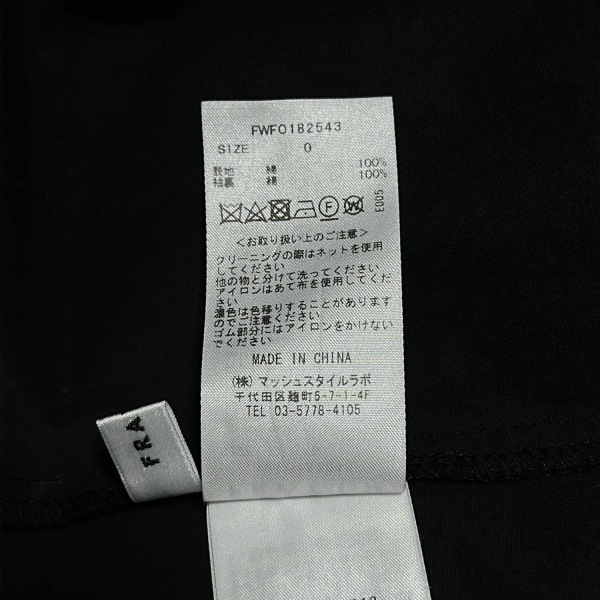 FWFO182543
SIZE 0
表地 綿 100%
袖裏 綿 100%
E005
<お取り扱い上のご注意>
クリーニングの際はネットを使用
してください
他の物と分けて洗ってください
アイロンはあて布を使用してくださ
い
濃色は色移りすることがあります
のでご注意ください
ゴム部分にはアイロンをかけない
でください
MADE IN CHINA
(株) マッシュスタイルラボ
千代田区麹町5-7-1-4F
TEL 03-5778-4105
FRA